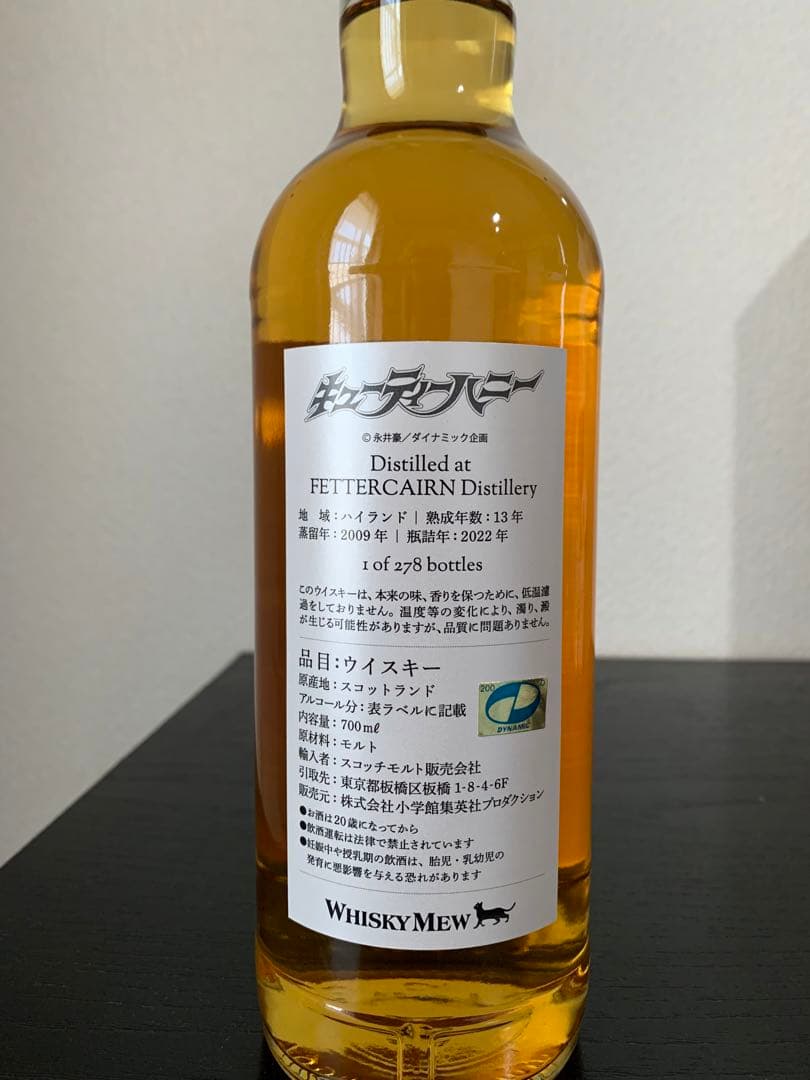 キューティーハニー
© 永井豪／ダイナミック企画
Distilled at
FETTERCAIRN Distillery
地　域：ハイランド | 熟成年数：13年
蒸留年：2009年 | 瓶詰年：2022年
1 of 278 bottles
このウイスキーは、本来の味、香りを保つために、低温濾
過をしておりません。温度等の変化により、濁り、澱
が生じる可能性がありますが、品質に問題ありません。
品目：ウイスキー
原産地：スコットランド
アルコール分：表ラベルに記載
内容量：700mℓ
原材料：モルト
輸入者：スコッチモルト販売会社
引取先：東京都板橋区板橋 1-8-4-6F
販売元：株式会社小学館集英社プロダクション
200
DYNAMIC
●お酒は20歳になってから
●飲酒運転は法律で禁止されています
●妊娠中や授乳期の飲酒は、胎児・乳幼児の
発育に悪影響を与える恐れがあります
WHISKY MEW